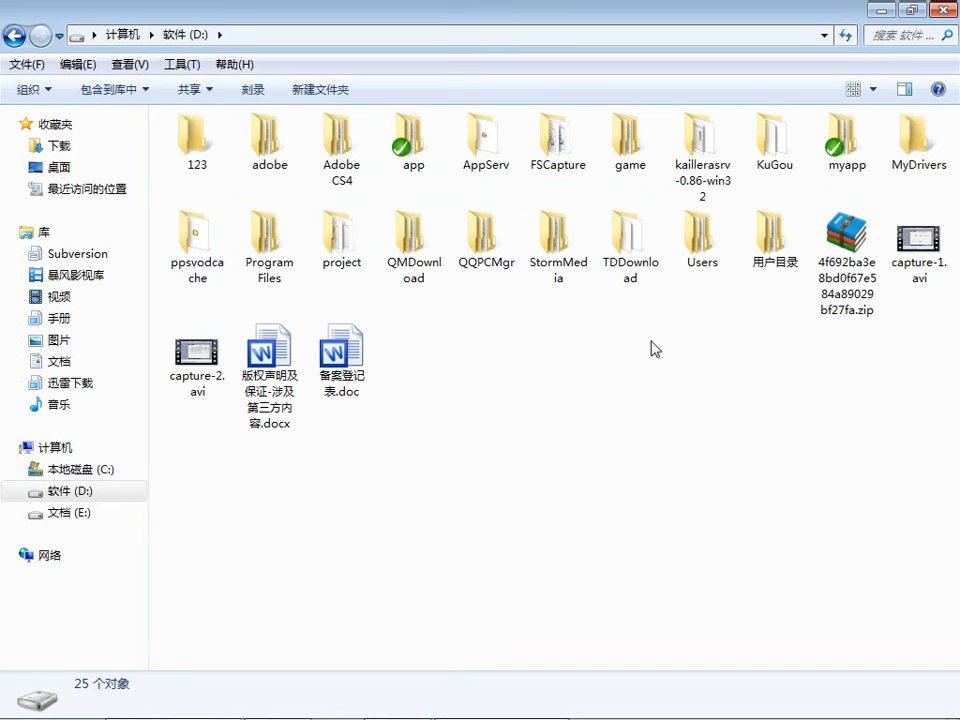 计算机 软件 (D:)
搜索 软件 ...
文件(F) 编辑(E) 查看(V) 工具(T) 帮助(H)
组织 包含到库中 共享 刻录 新建文件夹
收藏夹
下载
桌面
最近访问的位置
库
Subversion
暴风影视库
视频
手册
图片
文档
迅雷下载
音乐
计算机
本地磁盘 (C:)
软件 (D:)
文档 (E:)
网络
123
adobe
Adobe
CS4
app
AppServ
FSCapture
game
kaillerasrv
-0.86-win3
2
KuGou
myapp
MyDrivers
ppsvodca
che
Program
Files
project
QMDownl
oad
QQPCMgr
StormMed
ia
TDDownlo
ad
Users
用户目录
4f692ba3e
8bd0f67e5
84a89029
bf27fa.zip
capture-1.
avi
capture-2.
avi
版权声明及
保证-涉及
第三方内
容.docx
备案登记
表.doc
25 个对象